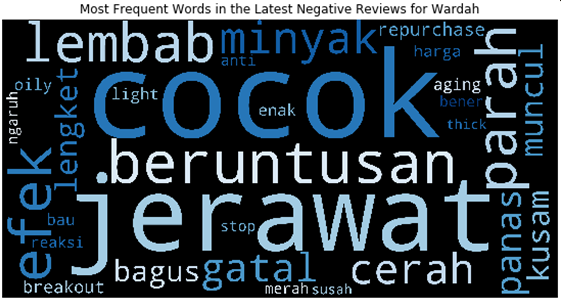 Most Frequent Words in the Latest Negative Reviews for Wardah
lembab
minyak
repurchase
harga
anti
oily
light
cocok
enak
aging
bener
thick
parah
muncul
ngaruh
lengket
efek
beruntusan
jerawat
bau
reaksi
stop
panas
kusam
breakout
bagus
gatal
merah
susah
cerah